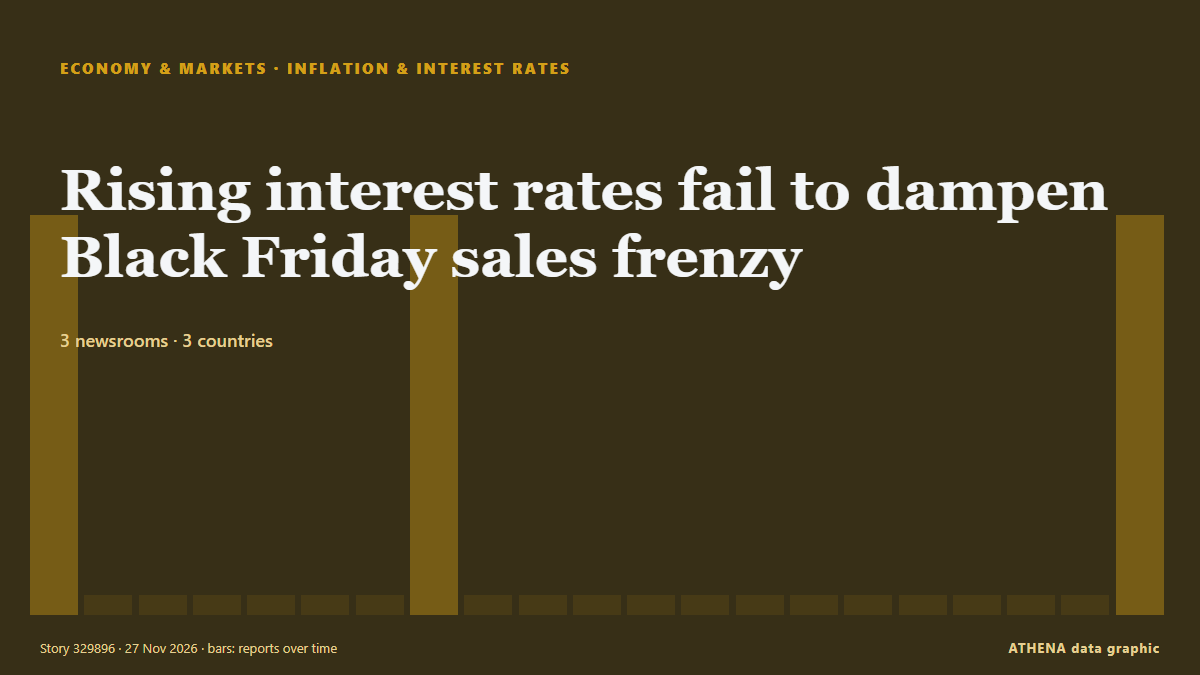 ECONOMY & MARKETS · INFLATION & INTEREST RATES
Rising interest rates fail to dampen
Black Friday sales frenzy
3 newsrooms · 3 countries
Story 329896 · 27 Nov 2026 · bars: reports over time
ATHENA data graphic